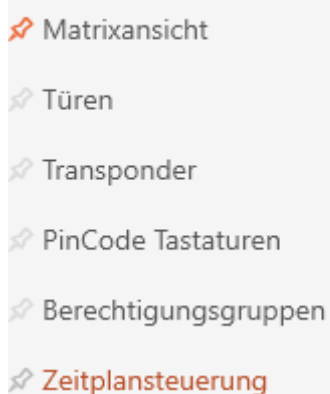 Matrixansicht
Türen
Transponder
PinCode Tastaturen
Berechtigungsgruppen
Zeitplansteuerung